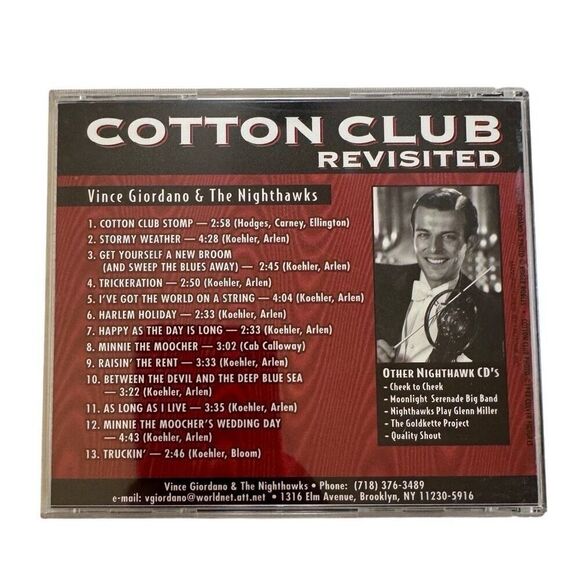 COTTON CLUB
REVISITED
Vince Giordano & The Nighthawks
1. COTTON CLUB STOMP — 2:58 (Hodges, Carney, Ellington)
2. STORMY WEATHER — 4:28 (Koehler, Arlen)
3. GET YOURSELF A NEW BROOM
(AND SWEEP THE BLUES AWAY) — 2:45 (Koehler, Arlen)
4. TRICKERATION — 2:50 (Koehler, Arlen)
5. I'VE GOT THE WORLD ON A STRING — 4:04 (Koehler, Arlen)
6. HARLEM HOLIDAY — 2:33 (Koehler, Arlen)
7. HAPPY AS THE DAY IS LONG — 2:33 (Koehler, Arlen)
8. MINNIE THE MOOCHER — 3:02 (Cab Calloway)
9. RAISIN' THE RENT — 3:33 (Koehler, Arlen)
10. BETWEEN THE DEVIL AND THE DEEP BLUE SEA
— 3:22 (Koehler, Arlen)
11. AS LONG AS I LIVE — 3:35 (Koehler, Arlen)
12. MINNIE THE MOOCHER'S WEDDING DAY
— 4:43 (Koehler, Arlen)
13. TRUCKIN' — 2:46 (Koehler, Bloom)
OTHER NIGHTHAWK CD'S
- Cheek to Cheek
- Moonlight Serenade Big Band
- Nighthawks Play Glenn Miller
- The Goldkette Project
- Quality Shout
Vince Giordano & The Nighthawks • Phone: (718) 376-3489
e-mail: vgiordano@worldnet.att.net • 1316 Elm Avenue, Brooklyn, NY 11230-5916